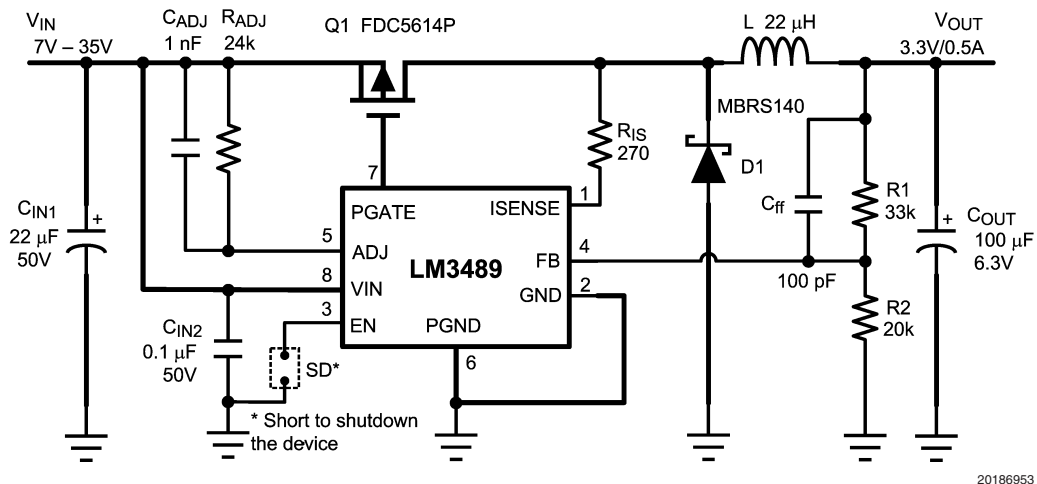 VIN
7V – 35V
CADJ
1 nF
RADJ
24k
Q1 FDC5614P
L 22 μH
VOUT
3.3V/0.5A
MBRS140
RIS
270
D1
7
1
PGATE
ISENSE
5
ADJ
LM3489
4
FB
8
VIN
2
GND
3
EN
PGND
6
CIN1
22 μF
50V
+
CIN2
0.1 μF
50V
SD*
* Short to shutdown
the device
Cff
100 pF
R1
33k
R2
20k
+
COUT
100 μF
6.3V
20186953